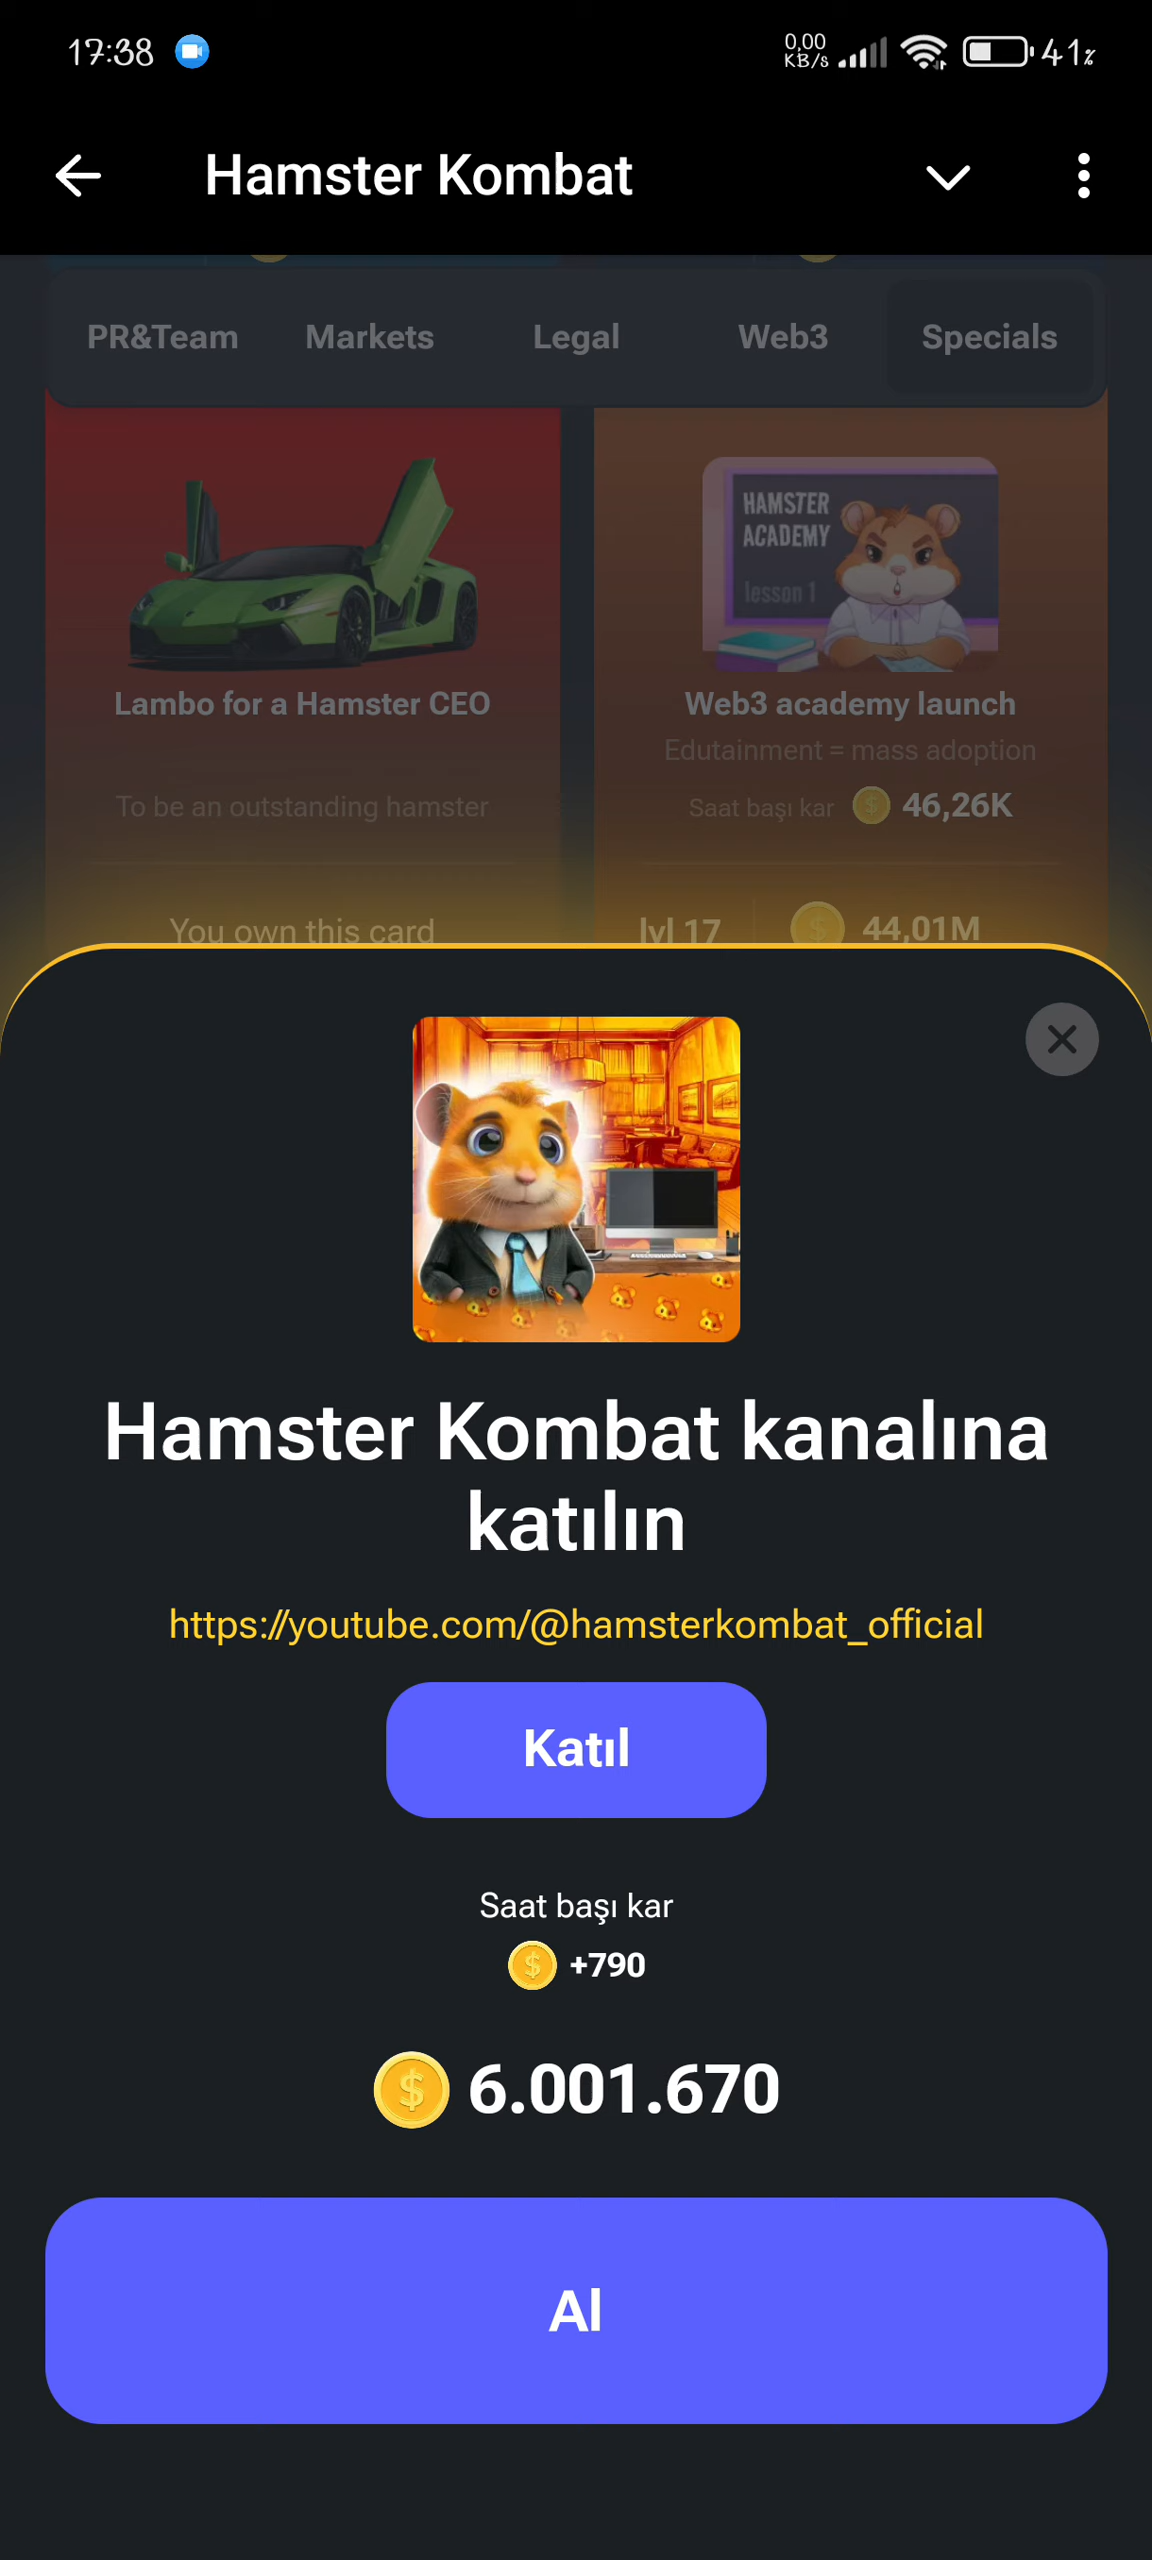 17:38
0,00
KB/s
41%
Hamster Kombat
PR&Team Markets Legal Web3 Specials
HAMSTER
ACADEMY
lesson 1
Lambo for a Hamster CEO
To be an outstanding hamster
You own this card
Web3 academy launch
Edutainment = mass adoption
Saat başı kar 46,26K
lvl 17 44,01M
Hamster Kombat kanalına
katılın
https://youtube.com/@hamsterkombat_official
Katıl
Saat başı kar
+790
6.001.670
Al